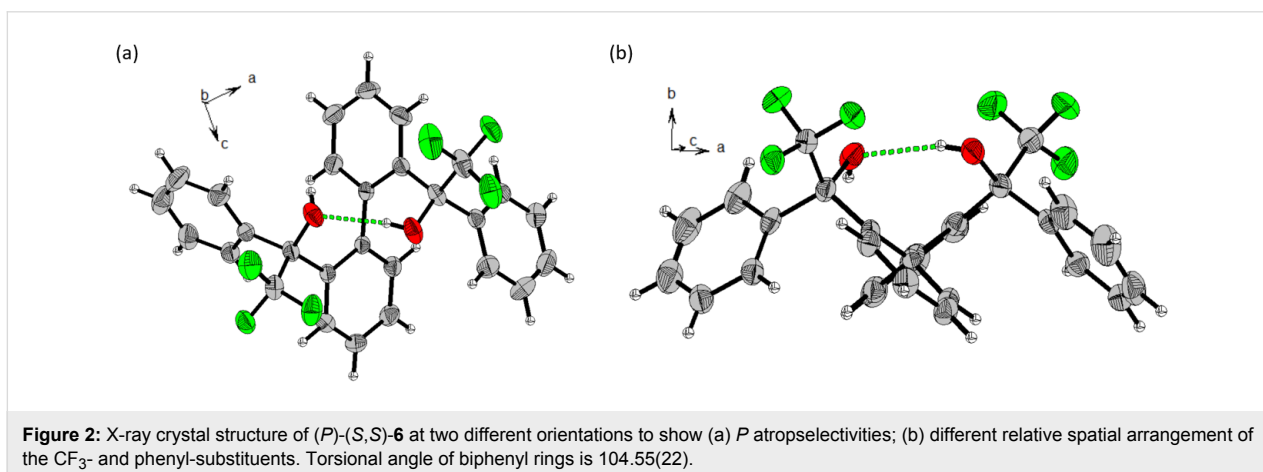 (a)
a
b
c
(b)
b
c
a
Figure 2: X-ray crystal structure of (P)-(S,S)-6 at two different orientations to show (a) P atropselectivities; (b) different relative spatial arrangement of
the CF3- and phenyl-substituents. Torsional angle of biphenyl rings is 104.55(22).